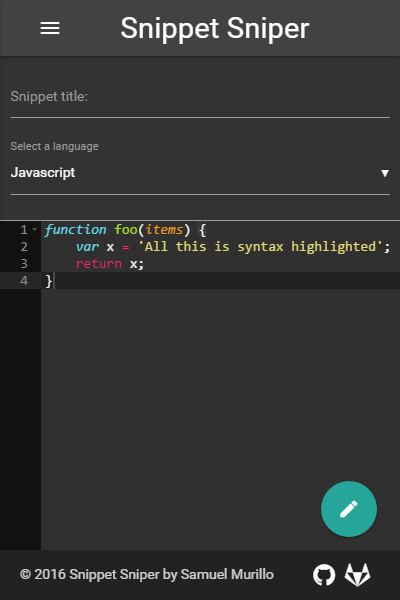 Snippet Sniper
Snippet title:
Select a language
Javascript
1 function foo(items) {
2     var x = 'All this is syntax highlighted';
3     return x;
4 }
© 2016 Snippet Sniper by Samuel Murillo